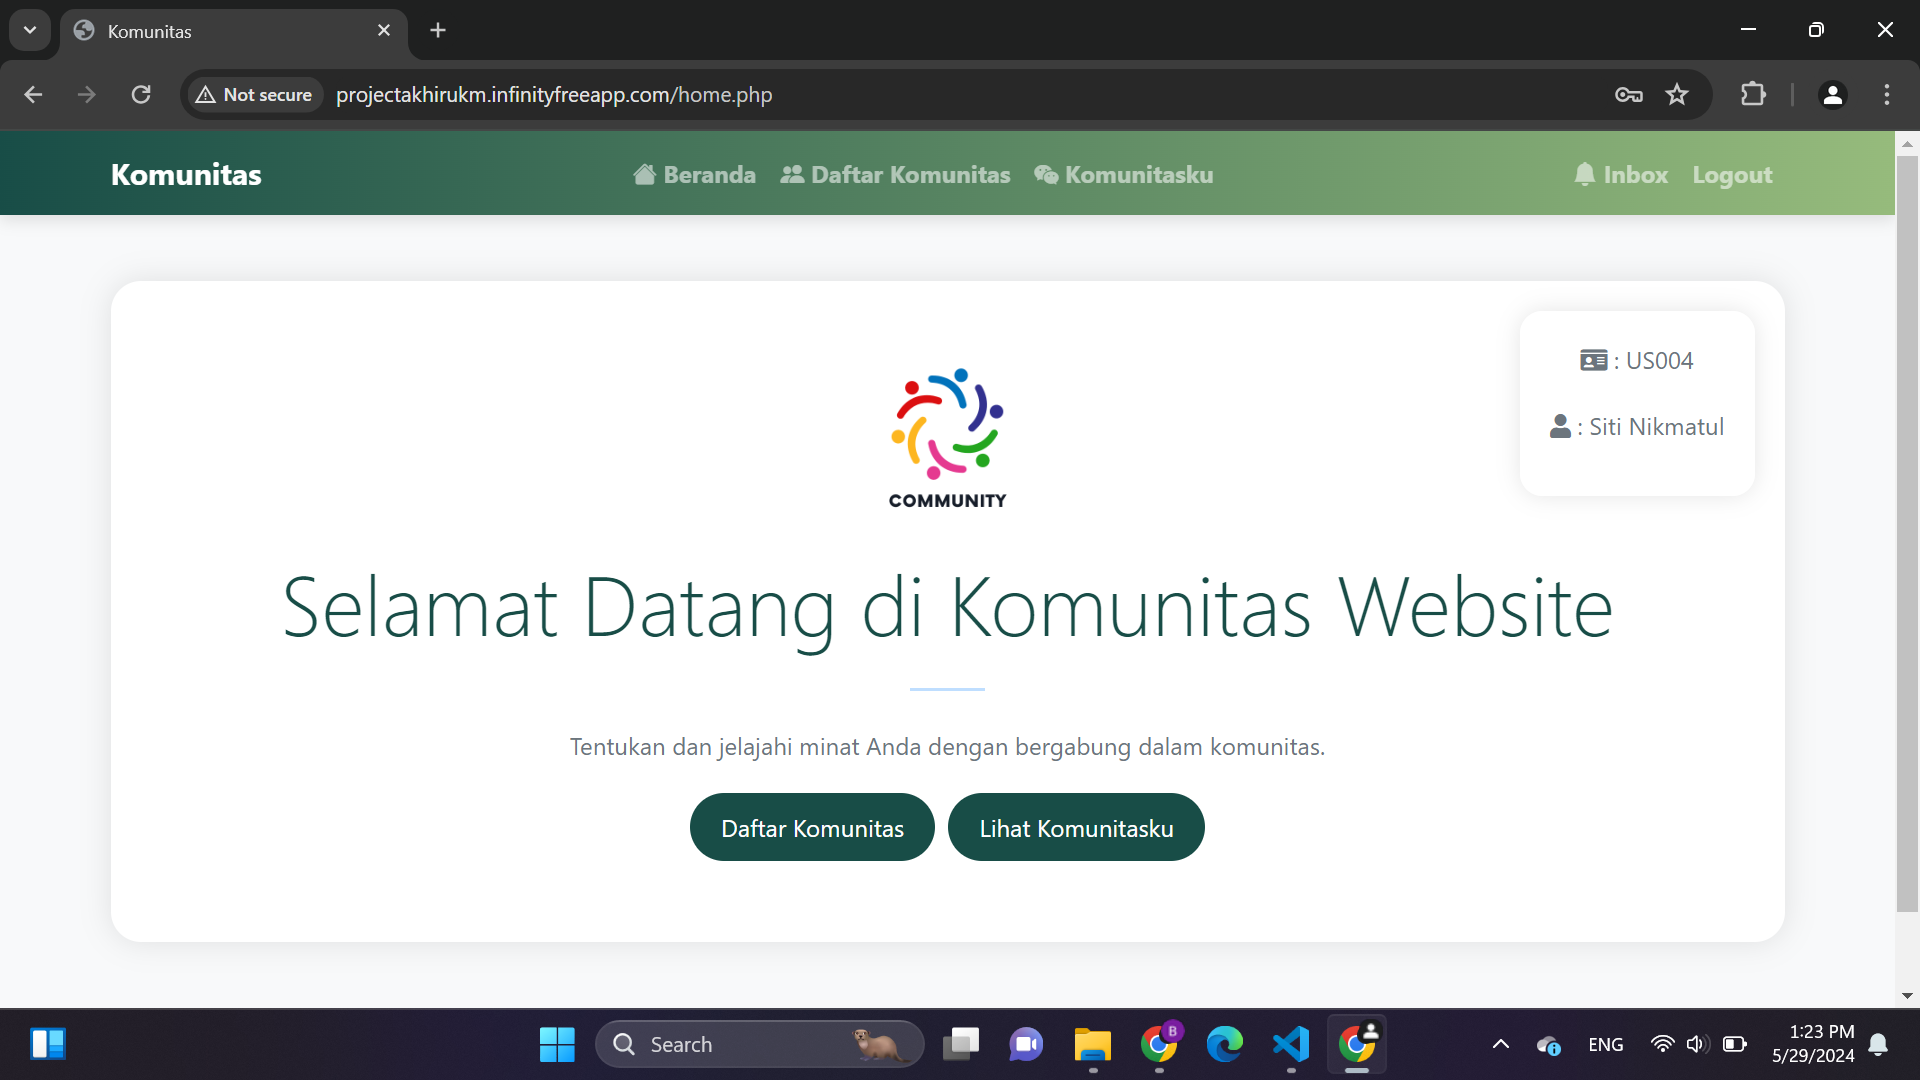 Komunitas
Not secure
projectakhirukm.infinityfreeapp.com/home.php
Komunitas
Beranda
Daftar Komunitas
Komunitasku
Inbox
Logout
: US004
: Siti Nikmatul
COMMUNITY
Selamat Datang di Komunitas Website
Tentukan dan jelajahi minat Anda dengan bergabung dalam komunitas.
Daftar Komunitas
Lihat Komunitasku
Search
B
ENG
1:23 PM
5/29/2024